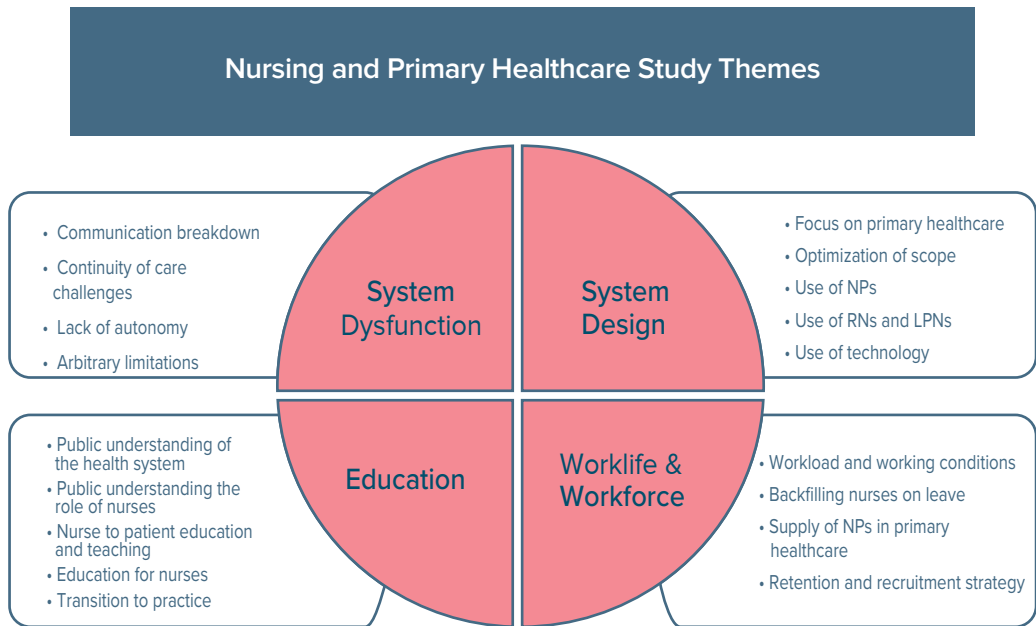 Nursing and Primary Healthcare Study Themes
• Communication breakdown
• Continuity of care
challenges
• Lack of autonomy
• Arbitrary limitations
System
Dysfunction
System
Design
• Focus on primary healthcare
• Optimization of scope
• Use of NPs
• Use of RNs and LPNs
• Use of technology
• Public understanding of
the health system
• Public understanding the
role of nurses
• Nurse to patient education
and teaching
• Education for nurses
• Transition to practice
Education
Worklife &
Workforce
• Workload and working conditions
• Backfilling nurses on leave
• Supply of NPs in primary
healthcare
• Retention and recruitment strategy